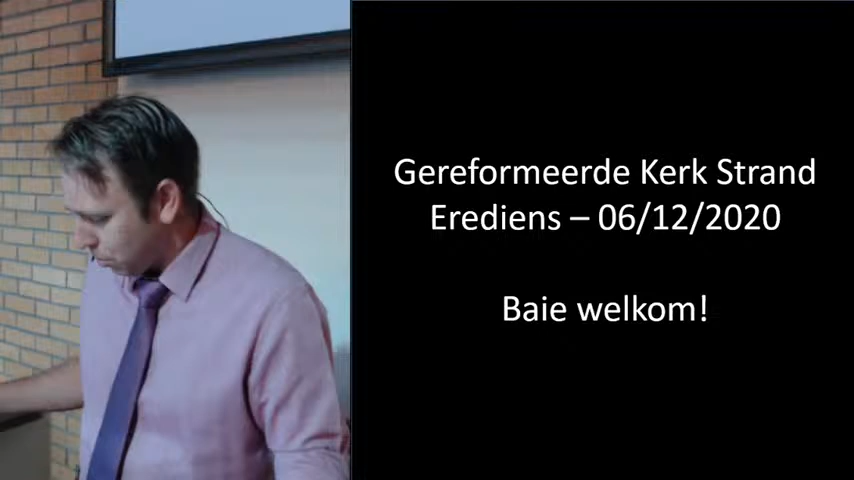 Gereformeerde Kerk Strand
Erediens – 06/12/2020
Baie welkom!